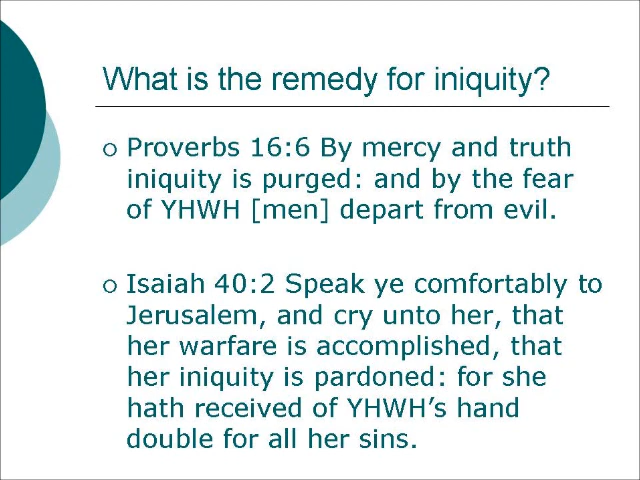 What is the remedy for iniquity?
Proverbs 16:6 By mercy and truth
iniquity is purged: and by the fear
of YHWH [men] depart from evil.
Isaiah 40:2 Speak ye comfortably to
Jerusalem, and cry unto her, that
her warfare is accomplished, that
her iniquity is pardoned: for she
hath received of YHWH’s hand
double for all her sins.